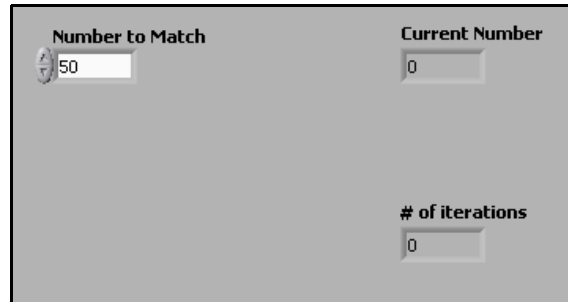 Number to Match
50
Current Number
0
# of iterations
0